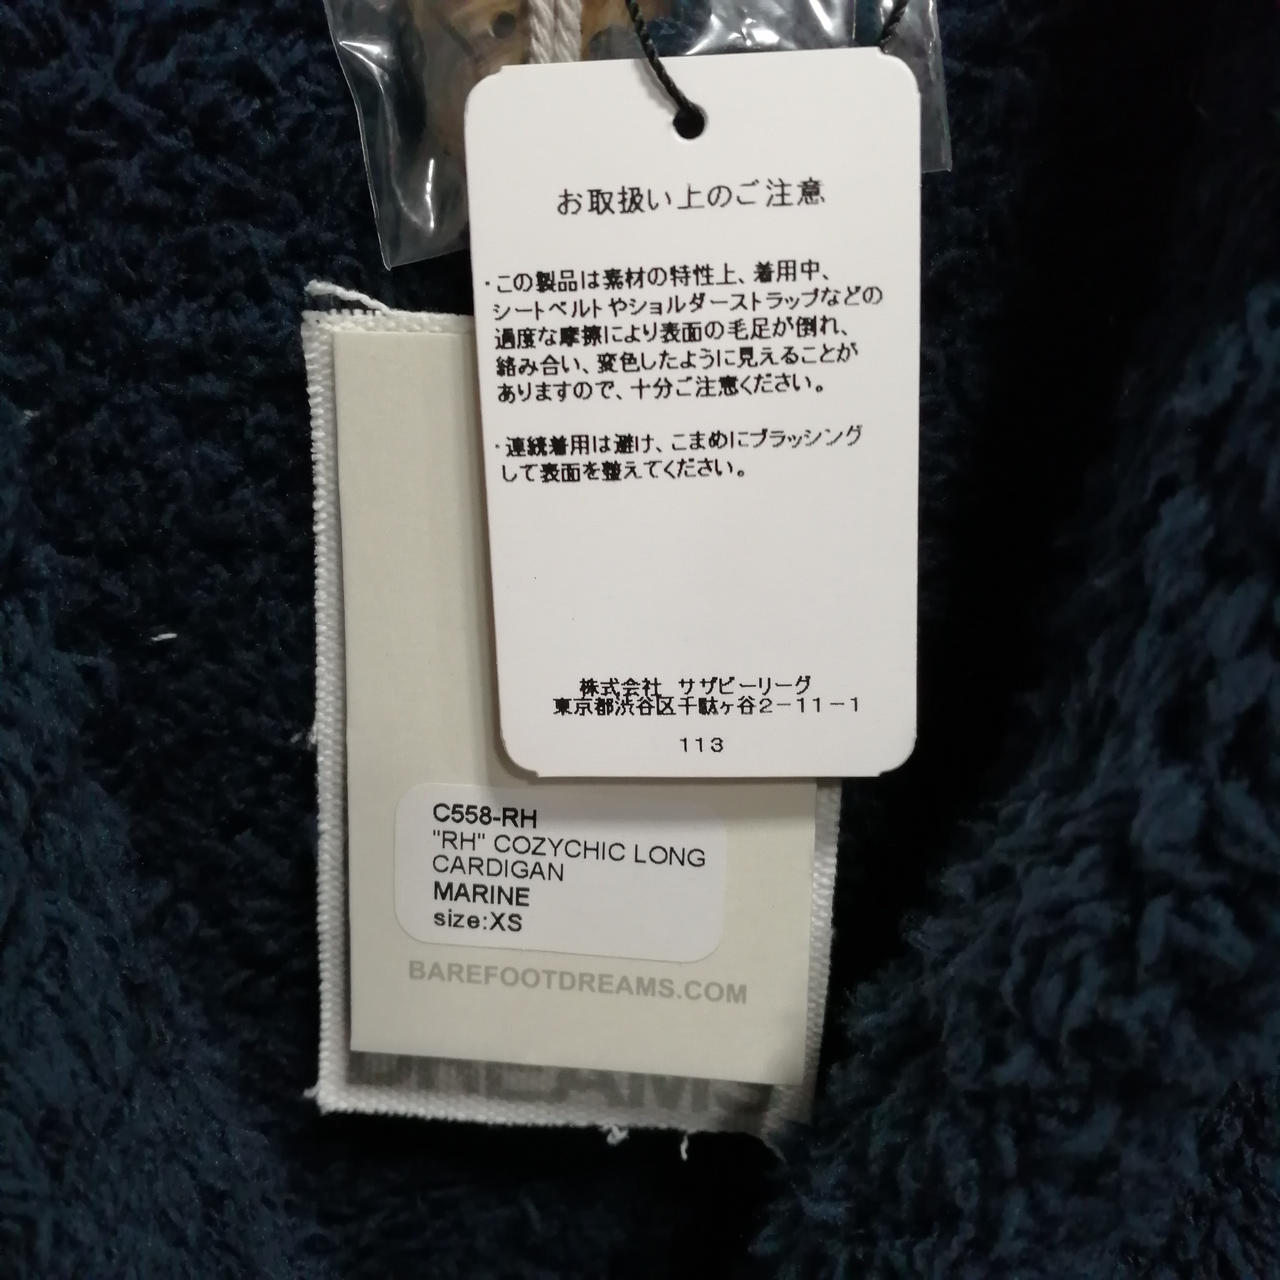 お取扱い上のご注意
・この製品は素材の特性上、着用中、
シートベルトやショルダーストラップなどの
過度な摩擦により表面の毛足が倒れ、
絡み合い、変色したように見えることが
ありますので、十分ご注意ください。
・連続着用は避け、こまめにブラッシング
して表面を整えてください。
株式会社 サザビーリーグ
東京都渋谷区千駄ヶ谷2-11-1
113
C558-RH
"RH" COZYCHIC LONG
CARDIGAN
MARINE
size:XS
BAREFOOTDREAMS.COM
DREAMS